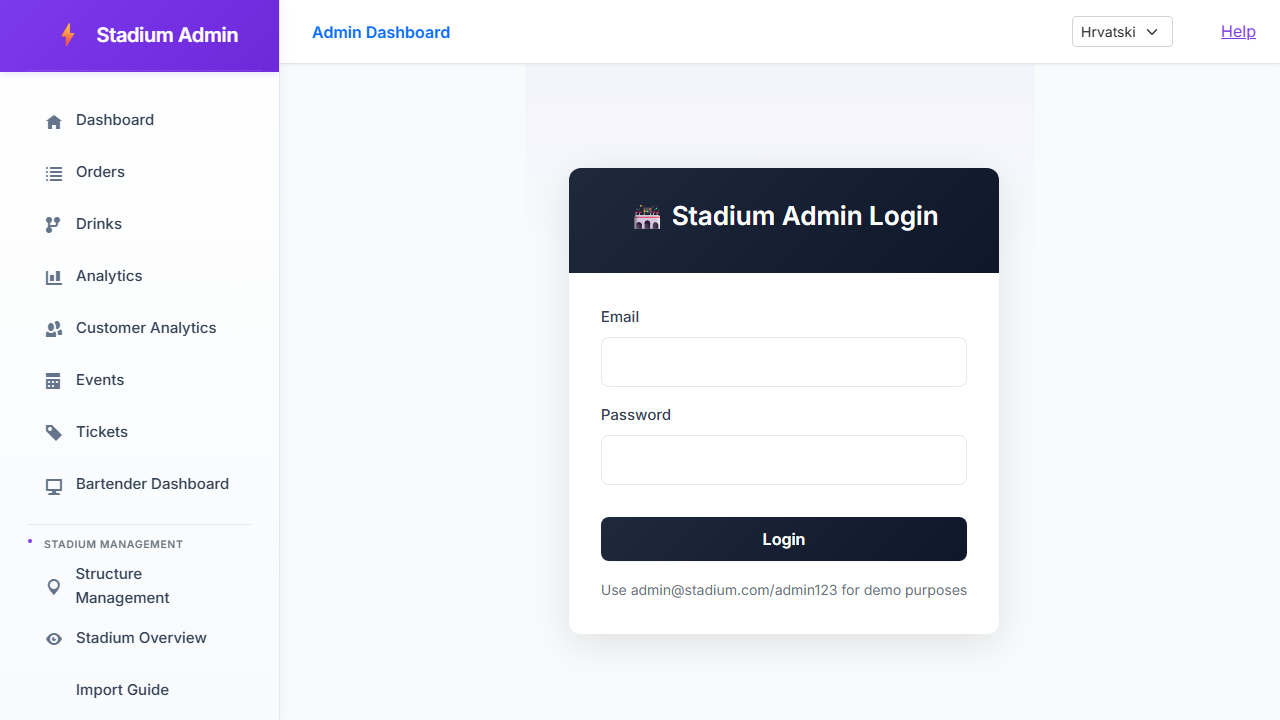 Stadium Admin
Admin Dashboard
Hrvatski
Help
Dashboard
Orders
Drinks
Analytics
Customer Analytics
Events
Tickets
Bartender Dashboard
STADIUM MANAGEMENT
Structure
Management
Stadium Overview
Import Guide
Stadium Admin Login
Email
Password
Login
Use admin@stadium.com/admin123 for demo purposes